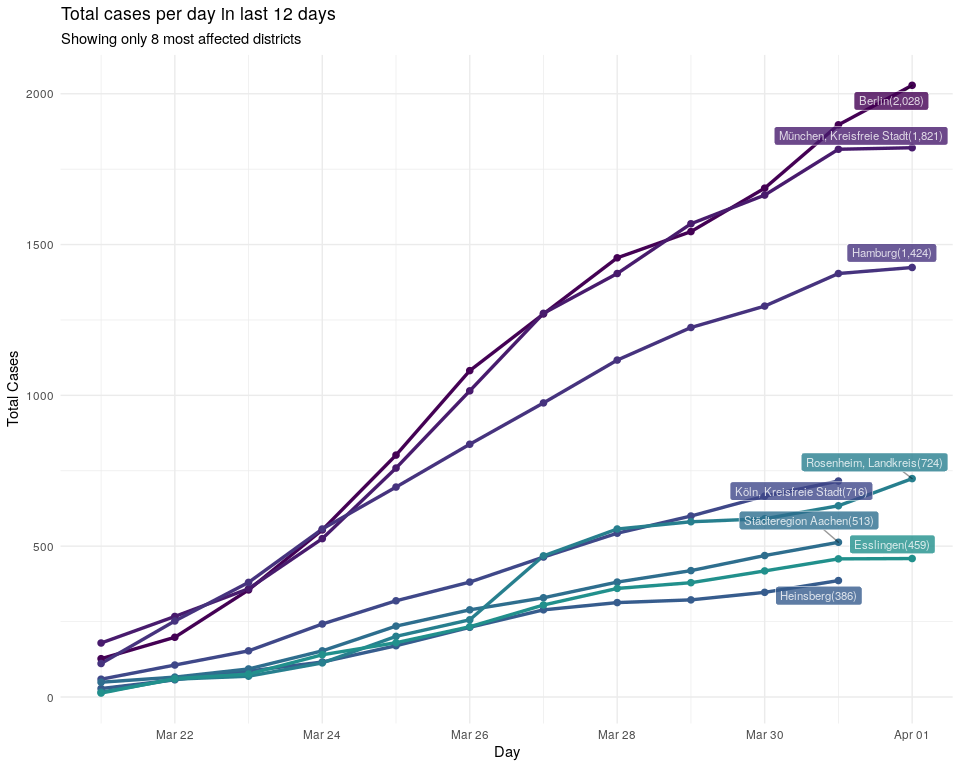 Total cases per day in last 12 days
Showing only 8 most affected districts
2000
1500
1000
500
0
Total Cases
Berlin(2,028)
München, Kreisfreie Stadt(1,821)
Hamburg(1,424)
Rosenheim, Landkreis(724)
Köln, Kreisfreie Stadt(716)
Städteregion Aachen(513)
Esslingen(459)
Heinsberg(386)
Mar 22
Mar 24
Mar 26
Mar 28
Mar 30
Apr 01
Day